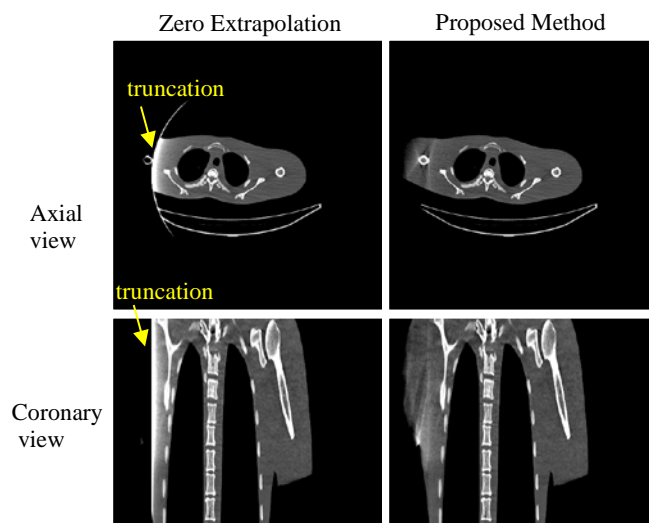 Zero Extrapolation
Proposed Method
truncation
Axial
view
truncation
Coronary
view